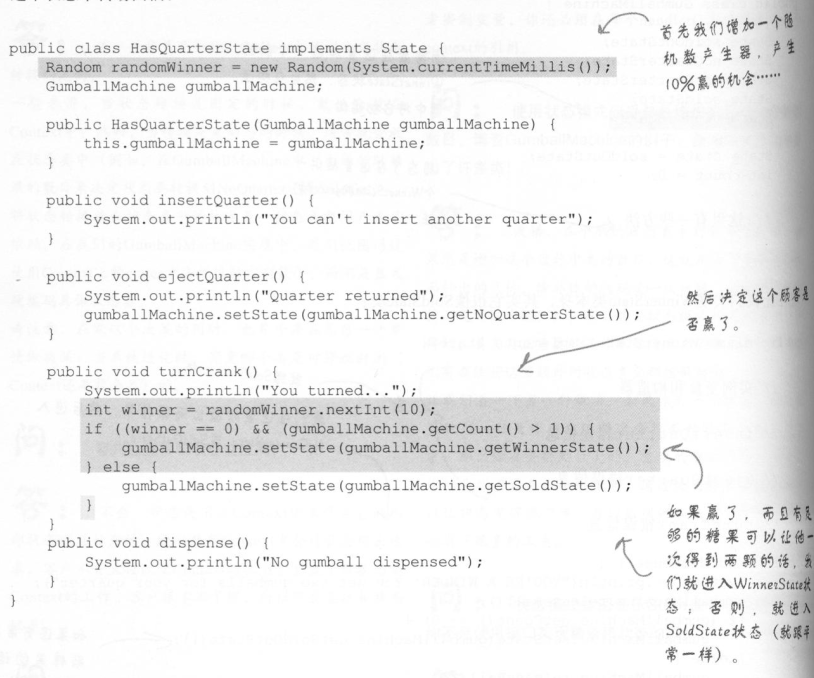 public class HasQuarterState implements State {
Random randomWinner = new Random(System.currentTimeMillis());
GumballMachine gumballMachine;
public HasQuarterState(GumballMachine gumballMachine) {
this.gumballMachine = gumballMachine;
}
public void insertQuarter() {
System.out.println("You can't insert another quarter");
}
public void ejectQuarter() {
System.out.println("Quarter returned");
gumballMachine.setState(gumballMachine.getNoQuarterState());
}
public void turnCrank() {
System.out.println("You turned...");
int winner = randomWinner.nextInt(10);
if ((winner == 0) && (gumballMachine.getCount() > 1)) {
gumballMachine.setState(gumballMachine.getWinnerState());
} else {
gumballMachine.setState(gumballMachine.getSoldState());
}
}
public void dispense() {
System.out.println("No gumball dispensed");
}
}
首先我们增加一个随
机数产生器，产生
10%赢的机会……
然后决定这个顾客是
否赢了。
如果赢了，而且有足
够的糖果可以让他一
次得到两颗的话，我
们就进入WinnerState状
态；否则，就进入
SoldState状态（就跟平
常一样）。